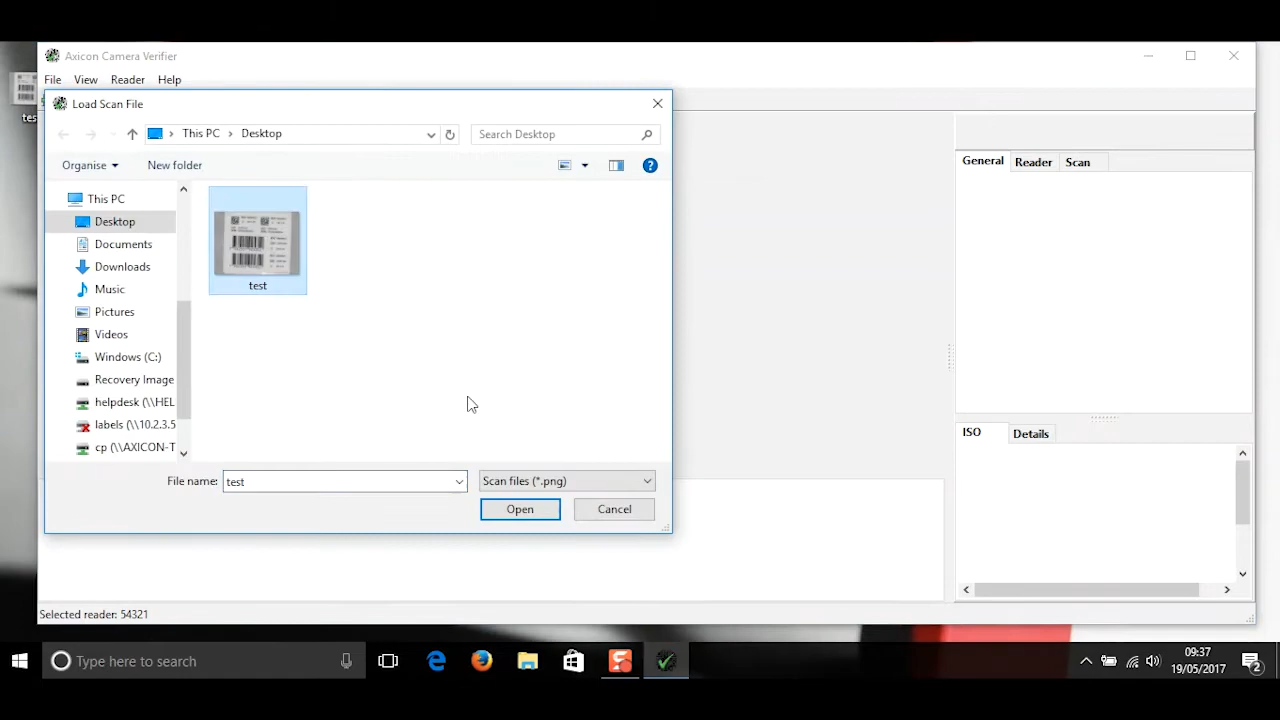 Axicon Camera Verifier
File View Reader Help
Load Scan File
This PC Desktop
Search Desktop
Organise New folder
General Reader Scan
This PC
Desktop
Documents
Downloads
Music
Pictures
Videos
Windows (C:)
Recovery Image
helpdesk (\\HEL
labels (\\10.2.3.5
cp (\\AXICON-T
test
tes
ISO Details
File name: test Scan files (*.png)
Open Cancel
Selected reader: 54321
Type here to search
09:37
19/05/2017
2